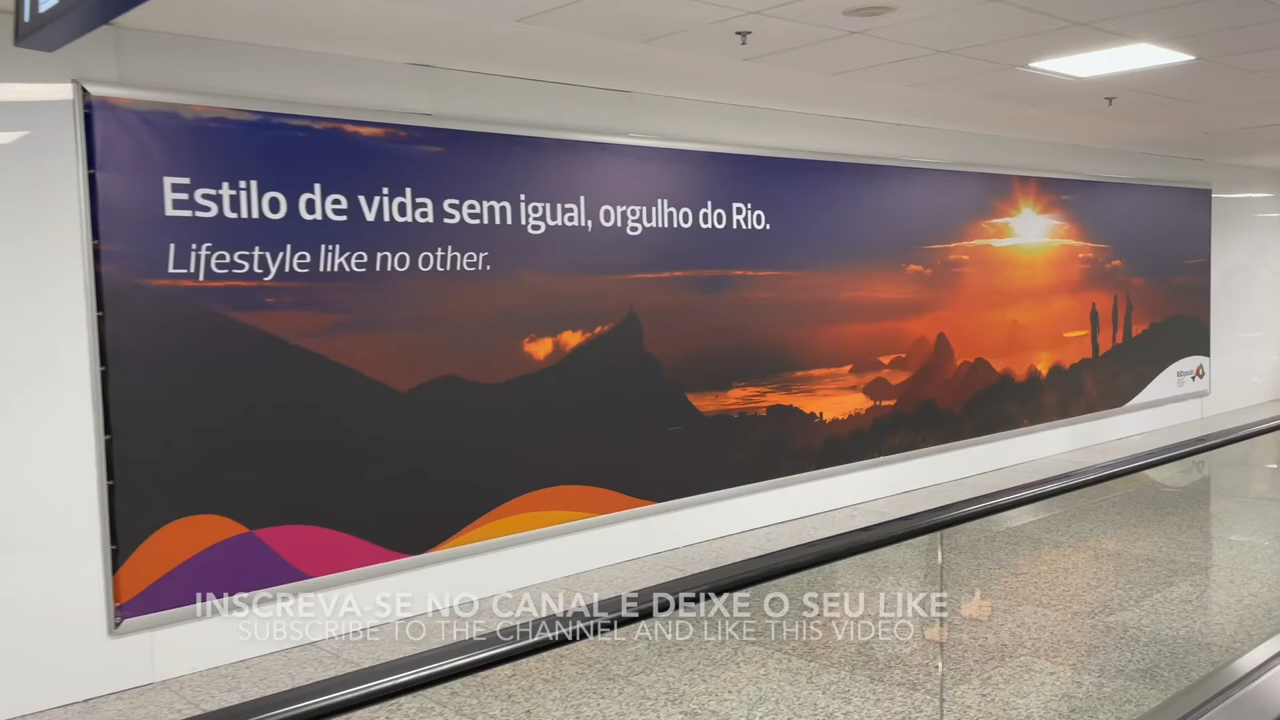 Estilo de vida sem igual, orgulho do Rio.
Lifestyle like no other.
INSCREVA-SE NO CANAL E DEIXE O SEU LIKE
SUBSCRIBE TO THE CHANNEL AND LIKE THIS VIDEO